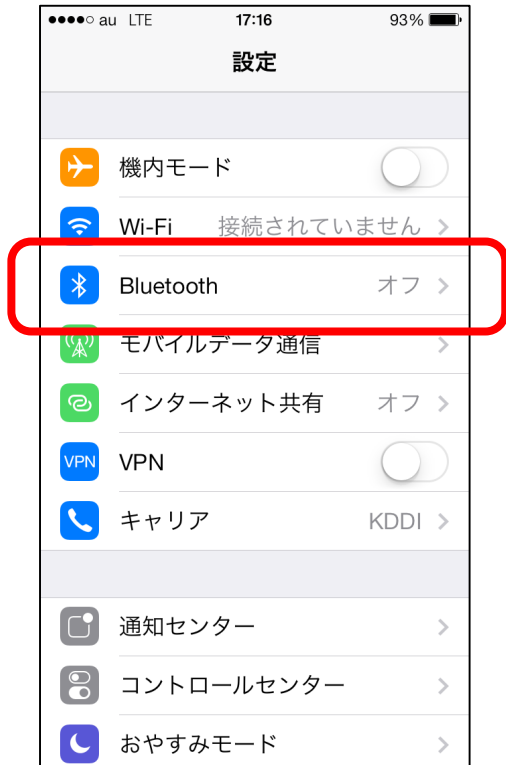 au LTE 17:16 93%
設定
機内モード
Wi-Fi 接続されていません
Bluetooth オフ
モバイルデータ通信
インターネット共有 オフ
VPN VPN
キャリア KDDI
通知センター
コントロールセンター
おやすみモード